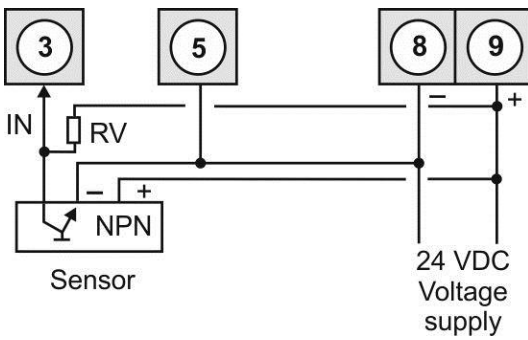 3 5 8 9
– +
IN RV
– +
NPN
Sensor
24 VDC
Voltage
supply